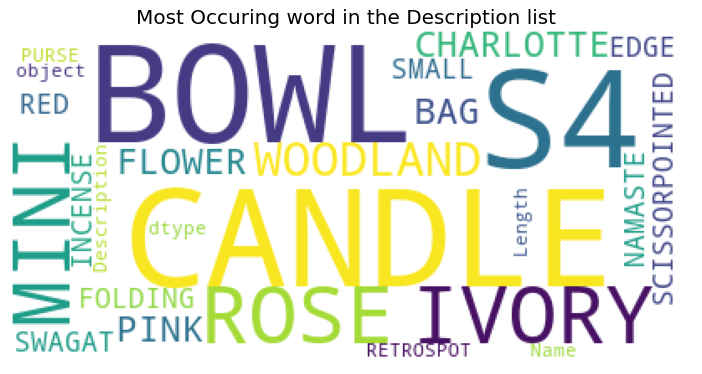 Most Occuring word in the Description list
PURSE
object
RED
BOWL
CHARLOTTE
EDGE
SMALL
BAG
S4
SCISSORPOINTED
MINI
INCENSE
Description
FLOWER
WOODLAND
NAMASTE
CANDLE
dtype
Length
FOLDING
ROSE
IVORY
PINK
SWAGAT
RETROSPOT
Name